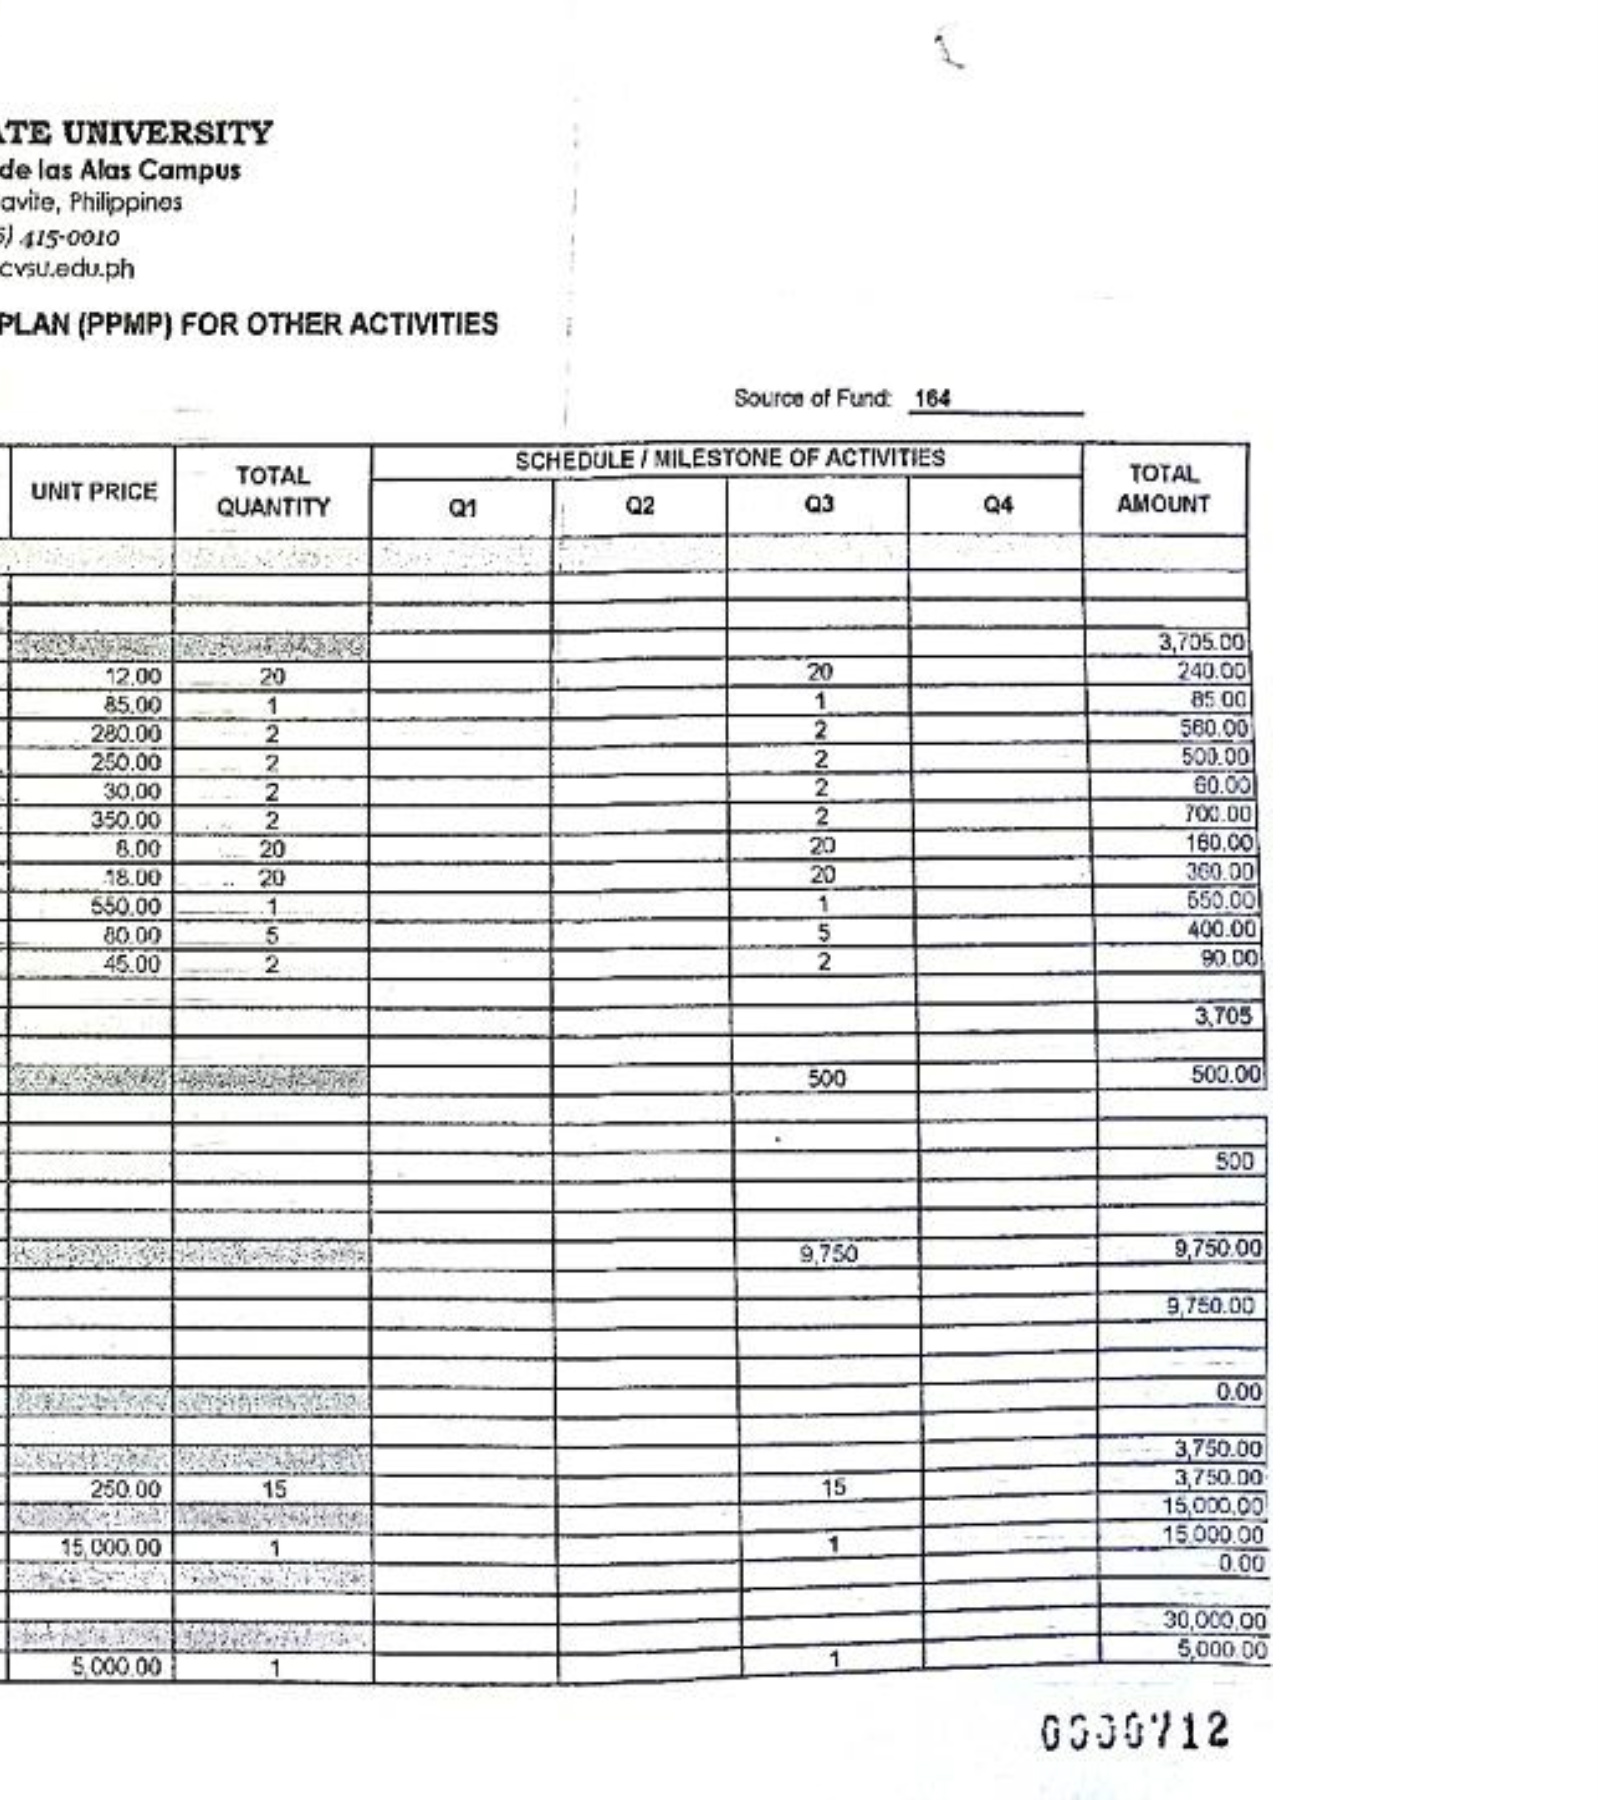 ATE UNIVERSITY
de las Alas Campus
avite, Philippines
6) 415-0010
cvsu.edu.ph
PLAN (PPMP) FOR OTHER ACTIVITIES
Source of Fund: 164
UNIT PRICE TOTAL QUANTITY SCHEDULE / MILESTONE OF ACTIVITIES TOTAL AMOUNT
Q1 Q2 Q3 Q4
3,705.00
12.00 20 20 240.00
85.00 1 1 85.00
280.00 2 2 560.00
250.00 2 2 500.00
30.00 2 2 60.00
350.00 2 2 700.00
8.00 20 20 160.00
18.00 20 20 360.00
550.00 1 1 550.00
80.00 5 5 400.00
45.00 2 2 90.00
3,705
500 500.00
500
9,750 9,750.00
9,750.00
0.00
3,750.00
250.00 15 15 3,750.00
15,000.00
15,000.00 1 1 15,000.00
0.00
30,000.00
5,000.00 1 1 5,000.00